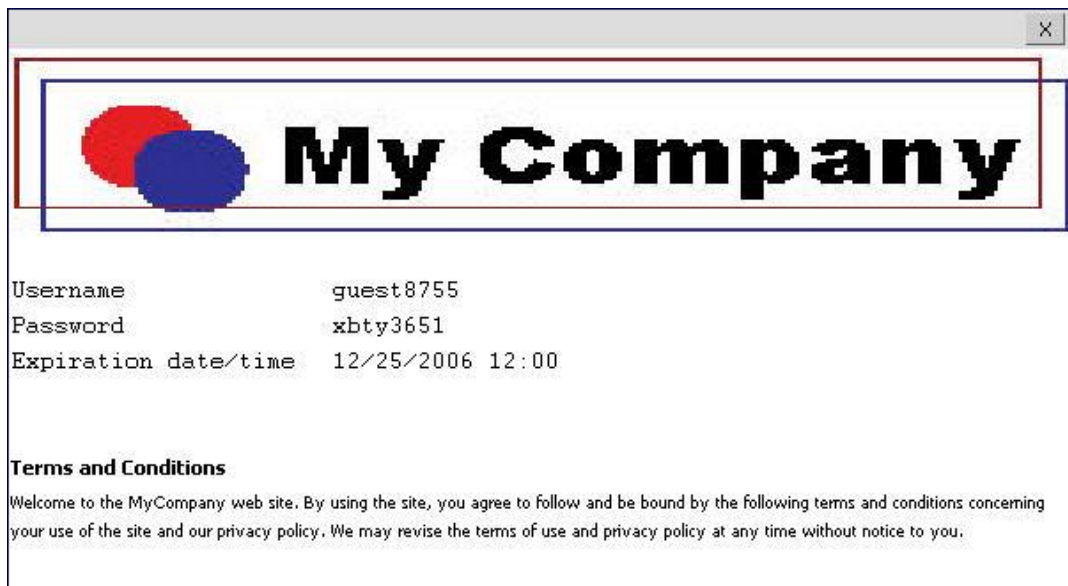 X
My Company
Username guest8755
Password xbty3651
Expiration date/time 12/25/2006 12:00
Terms and Conditions
Welcome to the MyCompany web site. By using the site, you agree to follow and be bound by the following terms and conditions concerning
your use of the site and our privacy policy. We may revise the terms of use and privacy policy at any time without notice to you.